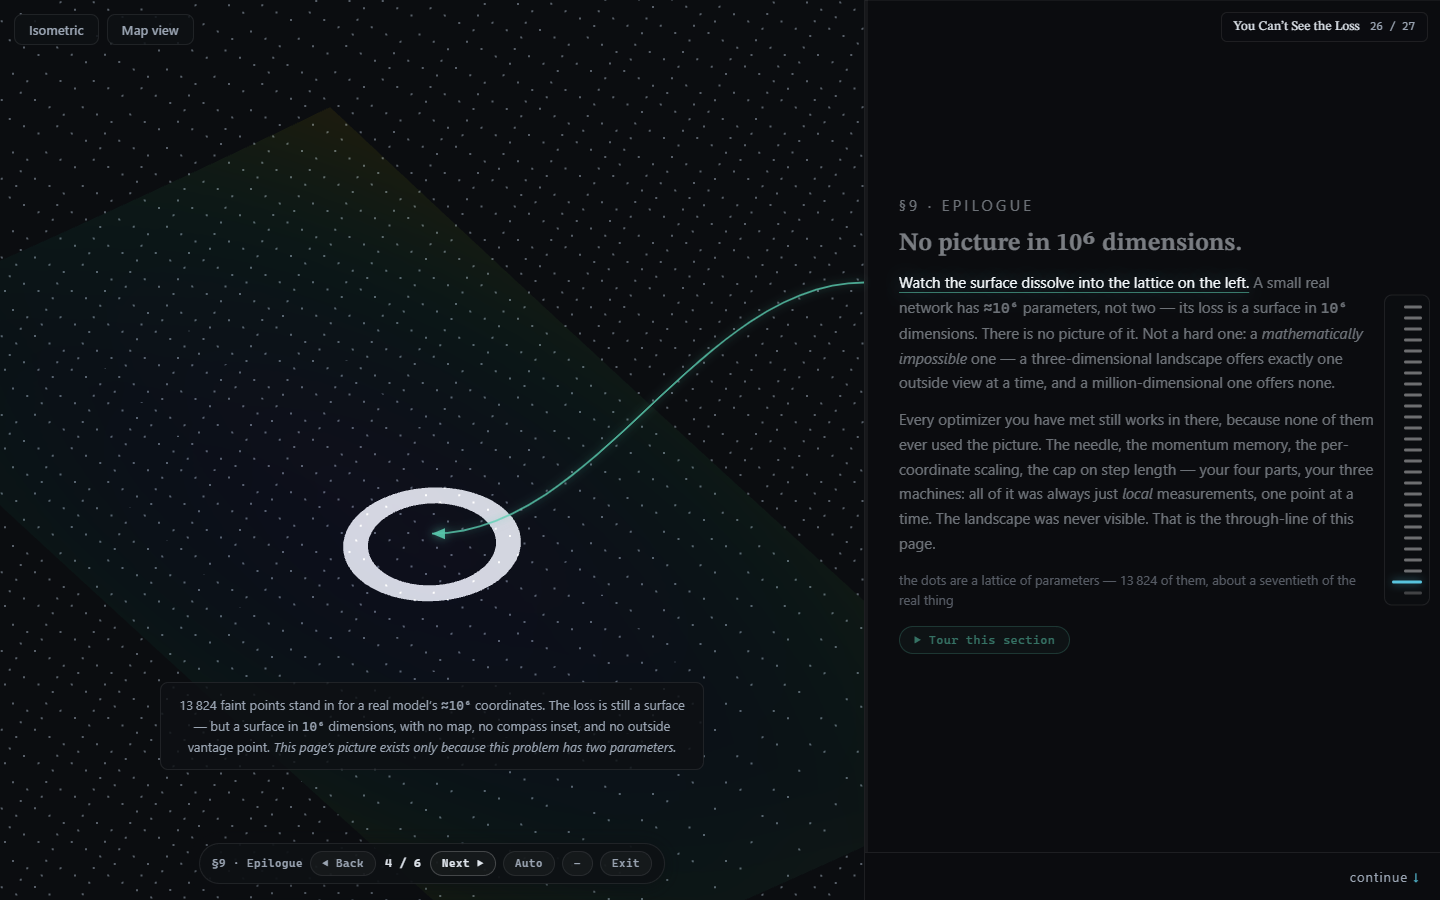 Isometric
Map view
You Can't See the Loss 26 / 27
§9 · EPILOGUE
No picture in 10⁶ dimensions.
Watch the surface dissolve into the lattice on the left. A small real
network has ≈10⁶ parameters, not two — its loss is a surface in 10⁶
dimensions. There is no picture of it. Not a hard one: a mathematically
impossible one — a three-dimensional landscape offers exactly one
outside view at a time, and a million-dimensional one offers none.
Every optimizer you have met still works in there, because none of them
ever used the picture. The needle, the momentum memory, the per-
coordinate scaling, the cap on step length — your four parts, your three
machines: all of it was always just local measurements, one point at a
time. The landscape was never visible. That is the through-line of this
page.
the dots are a lattice of parameters — 13 824 of them, about a seventieth of the
real thing
▶ Tour this section
13 824 faint points stand in for a real model's ≈10⁶ coordinates. The loss is still a surface
— but a surface in 10⁶ dimensions, with no map, no compass inset, and no outside
vantage point. This page's picture exists only because this problem has two parameters.
§9 · Epilogue ◀ Back 4 / 6 Next ▶ Auto – Exit
continue ↓